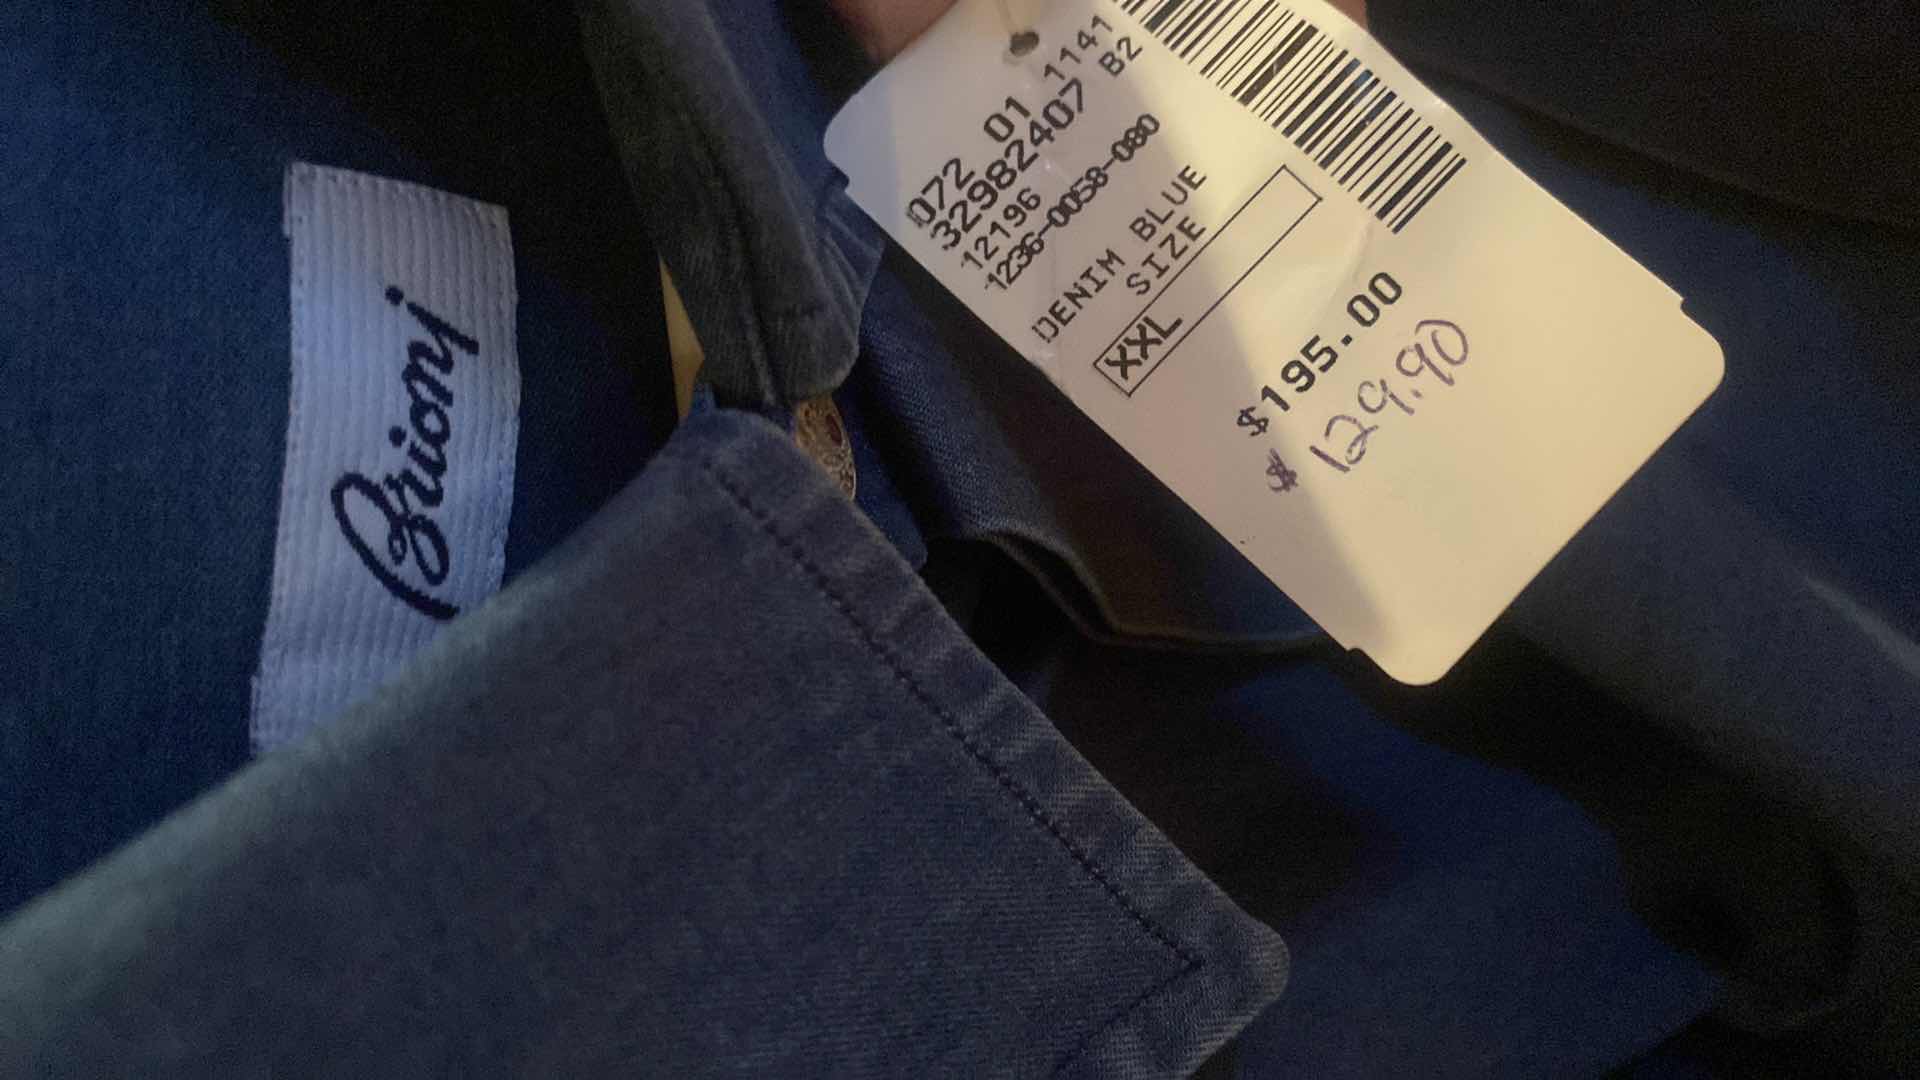 Brioni
072 01 1141
32982407 B2
12196
1236-0058-080
DENIM BLUE
SIZE
XXL
$195.00
$129.90